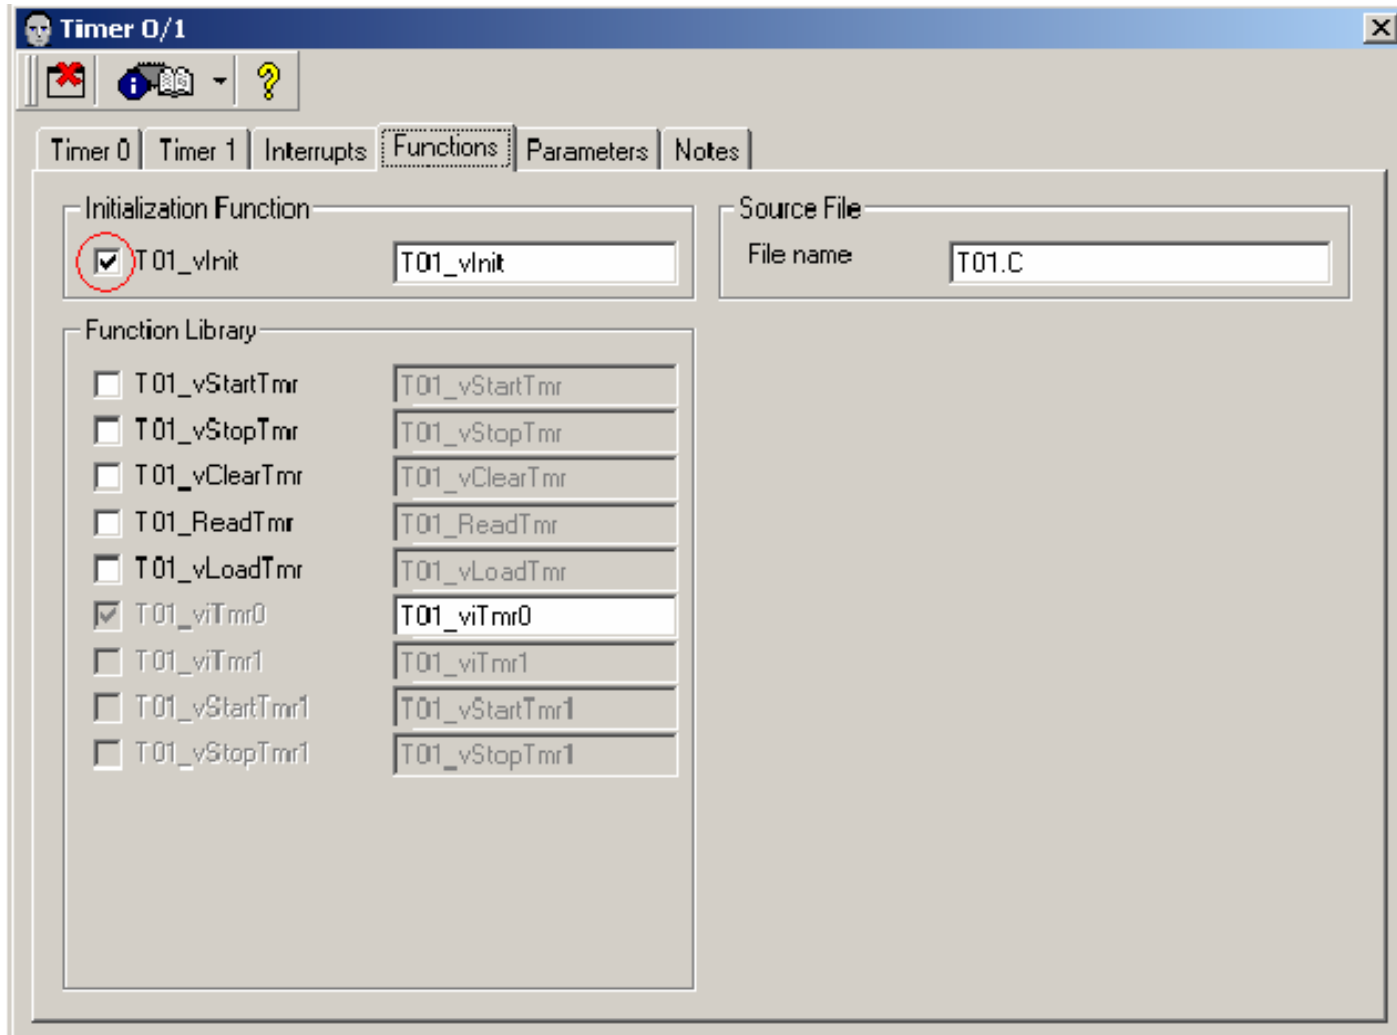 Timer 0/1
Timer 0 Timer 1 Interrupts Functions Parameters Notes
Initialization Function
T01_vInit T01_vInit
Source File
File name T01.C
Function Library
T01_vStartTmr T01_vStartTmr
T01_vStopTmr T01_vStopTmr
T01_vClearTmr T01_vClearTmr
T01_ReadTmr T01_ReadTmr
T01_vLoadTmr T01_vLoadTmr
T01_viTmr0 T01_viTmr0
T01_viTmr1 T01_viTmr1
T01_vStartTmr1 T01_vStartTmr1
T01_vStopTmr1 T01_vStopTmr1